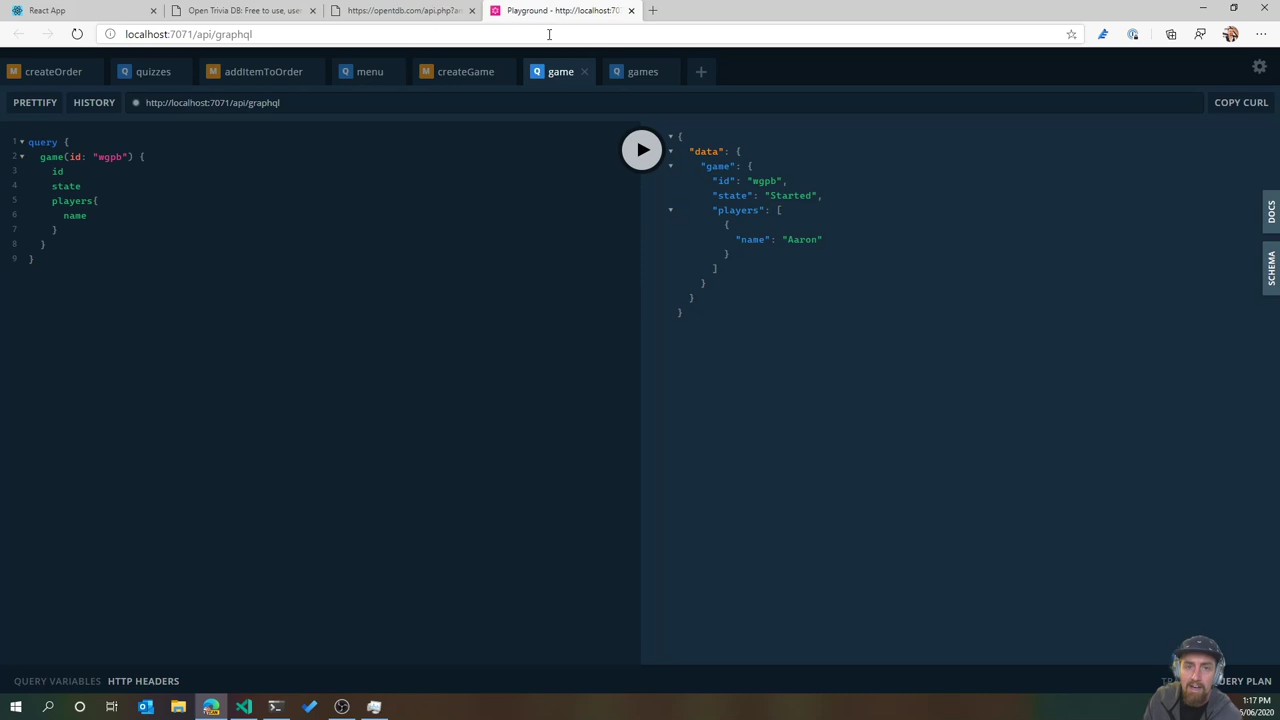 React App
Open Trivia DB: Free to use, user
https://opentdb.com/api.php?a
Playground - http://localhost:70
localhost:7071/api/graphql
M createOrder
Q quizzes
M addItemToOrder
Q menu
M createGame
Q game
Q games
PRETTIFY
HISTORY
http://localhost:7071/api/graphql
COPY CURL
1 query {
2 game(id: "wgpb") {
3 id
4 state
5 players{
6 name
7 }
8 }
9 }
{
"data": {
"game": {
"id": "wgpb",
"state": "Started",
"players": [
{
"name": "Aaron"
}
]
}
}
}
DOCS
SCHEMA
QUERY VARIABLES
HTTP HEADERS
QUERY PLAN
1:17 PM
5/06/2020